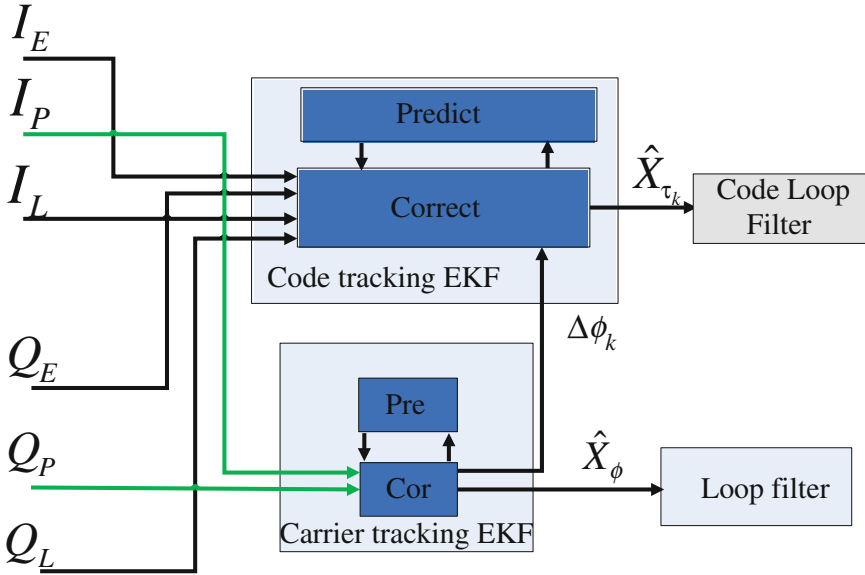 I_E
I_P
I_L
Q_E
Q_P
Q_L
Predict
Correct
Code tracking EKF
X̂_{τ_k}
Code Loop
Filter
Δϕ_k
Pre
Cor
Carrier tracking EKF
X̂_ϕ
Loop filter